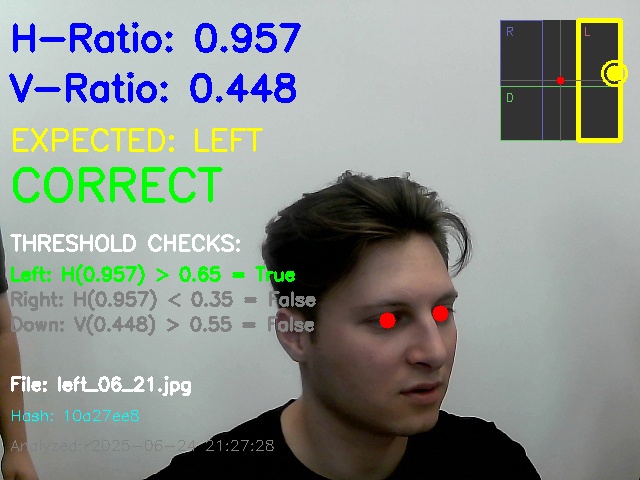 H-Ratio: 0.957
V-Ratio: 0.448
EXPECTED: LEFT
CORRECT
THRESHOLD CHECKS:
Left: H(0.957) > 0.65 = True
Right: H(0.957) < 0.35 = False
Down: V(0.448) > 0.55 = False
File: left_06_21.jpg
Hash: 10a27ee8
Analyzed: 2025-06-24 21:27:28
R
L
D